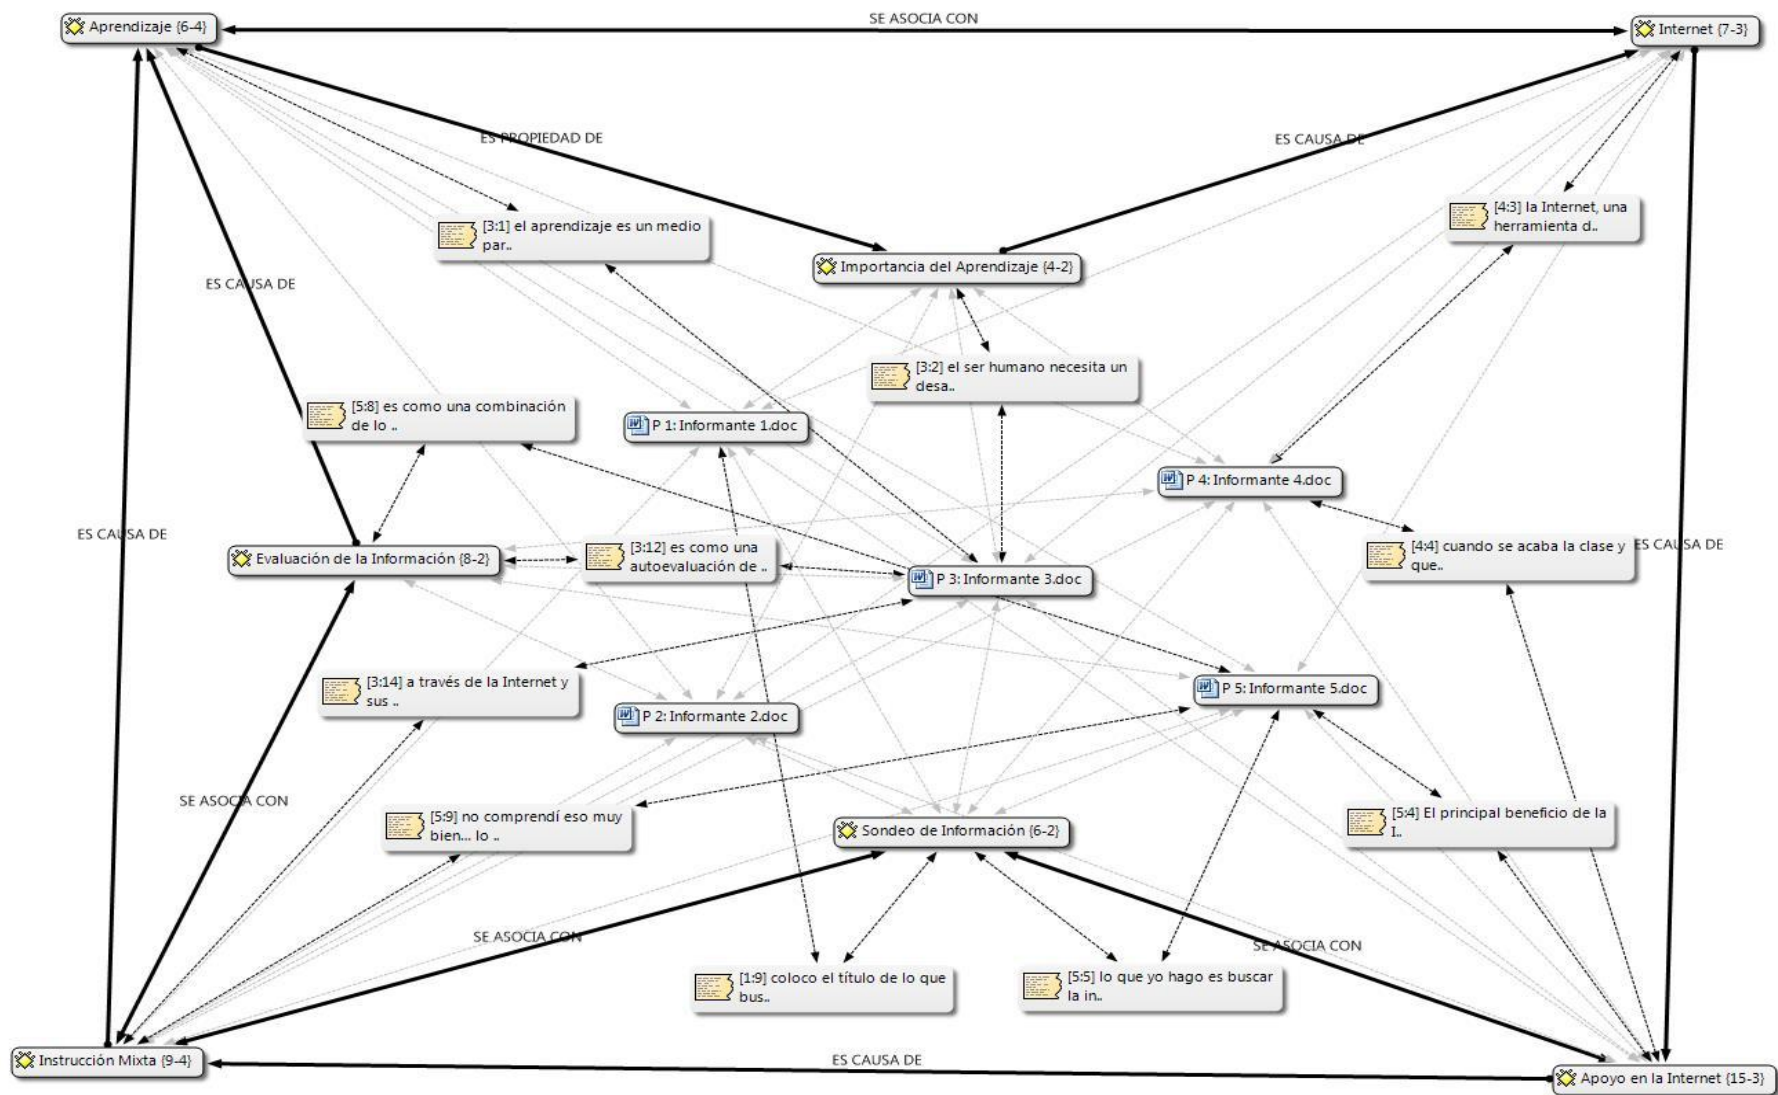 SE ASOCIA CON
Aprendizaje {6-4}
Internet {7-3}
ES PROPIEDAD DE
ES CAUSA DE
[3:1] el aprendizaje es un medio
par..
[4:3] la Internet, una
herramienta d..
Importancia del Aprendizaje {4-2}
ES CAUSA DE
[3:2] el ser humano necesita un
desa..
[5:8] es como una combinación
de lo ..
P 1: Informante 1.doc
P 4: Informante 4.doc
ES CAUSA DE
Evaluación de la Información {8-2}
[3:12] es como una
autoevaluación de ..
P 3: Informante 3.doc
[4:4] cuando se acaba la clase y
que..
ES CAUSA DE
[3:14] a través de la Internet y
sus ..
P 2: Informante 2.doc
P 5: Informante 5.doc
SE ASOCIA CON
[5:9] no comprendí eso muy
bien... lo ..
Sondeo de Información {6-2}
[5:4] El principal beneficio de la
I..
SE ASOCIA CON
SE ASOCIA CON
[1:9] coloco el título de lo que
bus..
[5:5] lo que yo hago es buscar
la in..
Instrucción Mixta {9-4}
ES CAUSA DE
Apoyo en la Internet {15-3}